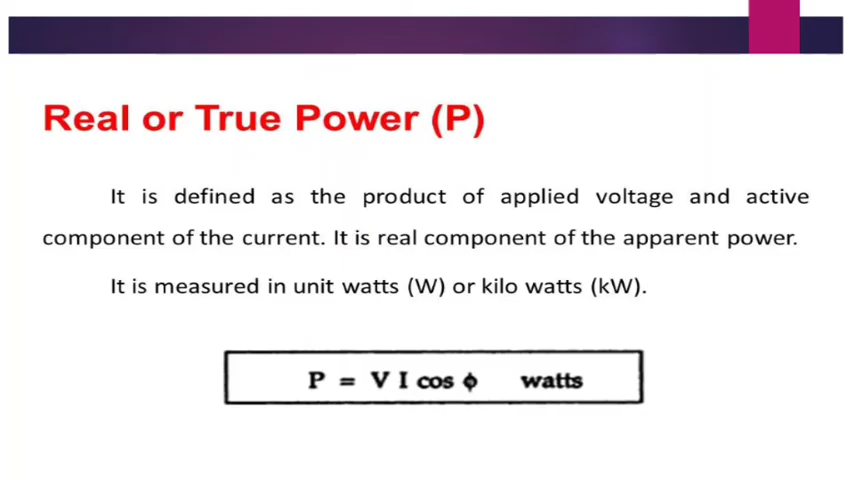 Real or True Power (P)
It is defined as the product of applied voltage and active
component of the current. It is real component of the apparent power.
It is measured in unit watts (W) or kilo watts (kW).
P = V I cos ϕ watts